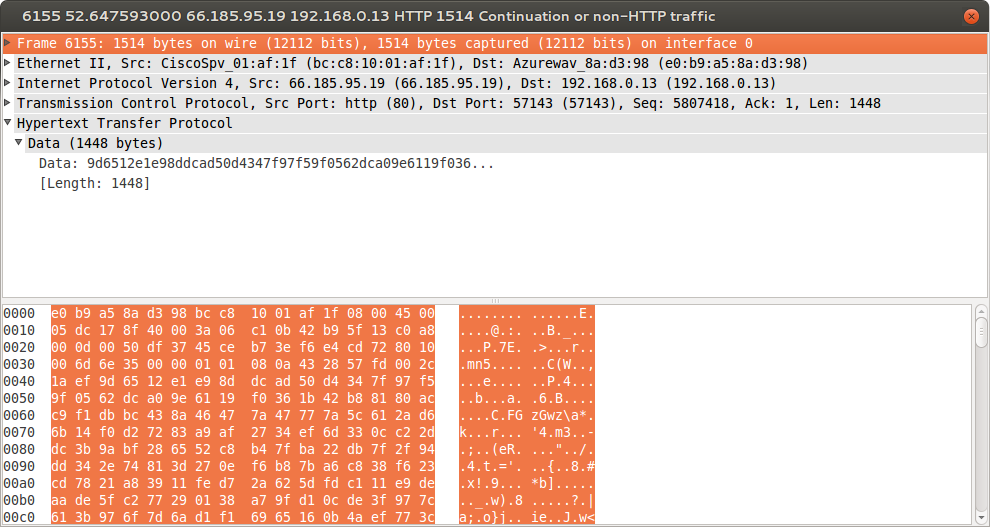 6155 52.647593000 66.185.95.19 192.168.0.13 HTTP 1514 Continuation or non-HTTP traffic
Frame 6155: 1514 bytes on wire (12112 bits), 1514 bytes captured (12112 bits) on interface 0
Ethernet II, Src: CiscoSpv_01:af:1f (bc:c8:10:01:af:1f), Dst: Azurewav_8a:d3:98 (e0:b9:a5:8a:d3:98)
Internet Protocol Version 4, Src: 66.185.95.19 (66.185.95.19), Dst: 192.168.0.13 (192.168.0.13)
Transmission Control Protocol, Src Port: http (80), Dst Port: 57143 (57143), Seq: 5807418, Ack: 1, Len: 1448
Hypertext Transfer Protocol
Data (1448 bytes)
Data: 9d6512e1e98ddcad50d4347f97f59f0562dca09e6119f036...
[Length: 1448]
0000 e0 b9 a5 8a d3 98 bc c8 10 01 af 1f 08 00 45 00 ........ ......E.
0010 05 dc 17 8f 40 00 3a 06 c1 0b 42 b9 5f 13 c0 a8 ....@.:. ..B._...
0020 00 0d 00 50 df 37 45 ce b7 3e f6 e4 cd 72 80 10 ...P.7E. .>...r..
0030 00 6d 6e 35 00 00 01 01 08 0a 43 28 57 fd 00 2c .mn5.... ..C(W..,
0040 1a ef 9d 65 12 e1 e9 8d dc ad 50 d4 34 7f 97 f5 ...e.... ..P.4...
0050 9f 05 62 dc a0 9e 61 19 f0 36 1b 42 b8 81 80 ac ..b...a. .6.B....
0060 c9 f1 db bc 43 8a 46 47 7a 47 77 7a 5c 61 2a d6 ....C.FG zGwz\a*.
0070 6b 14 f0 d2 72 83 a9 af 27 34 ef 6d 33 0c c2 2d k...r... '4.m3..-
0080 dc 3b 9a bf 28 65 52 c8 b4 7f ba 22 db 7f 2f 94 .;..(eR. ..."../.
0090 dd 34 2e 74 81 3d 27 0e f6 b8 7b a6 c8 38 f6 23 .4.t.='. ..{..8.#
00a0 cd 78 21 a8 39 11 fe d7 2a 62 5d fd c1 11 e9 de .x!.9... *b].....
00b0 aa de 5f c2 77 29 01 38 a7 9f d1 0c de 3f 97 7c .._.w).8 .....?.|
00c0 61 3b 97 6f 7d 6a d1 f1 69 65 16 0b 4a ef 77 3c a;.o}j.. ie..J.w<